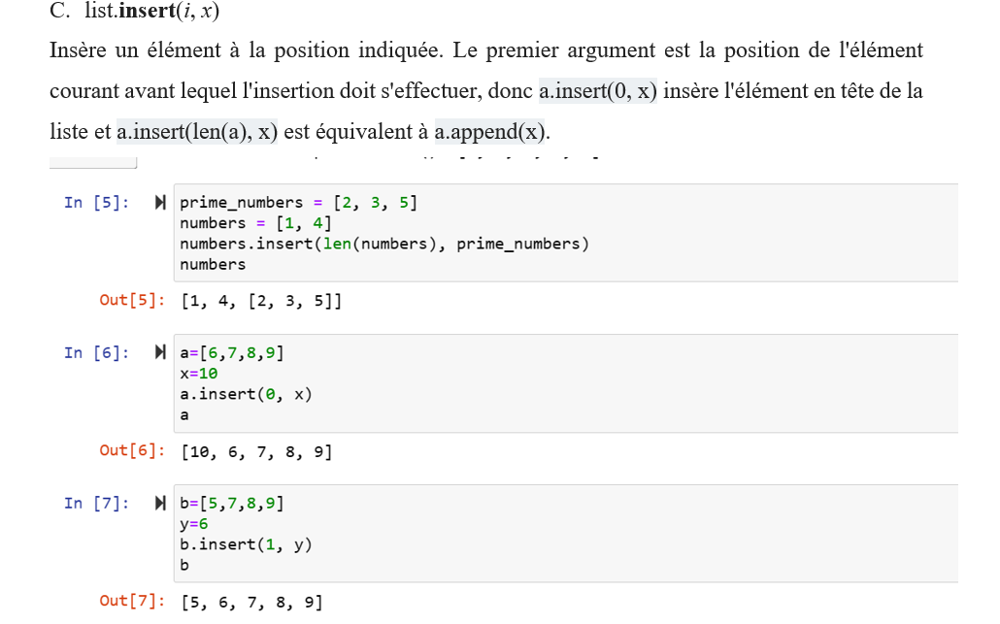 C. list.insert(i, x)
Insère un élément à la position indiquée. Le premier argument est la position de l'élément
courant avant lequel l'insertion doit s'effectuer, donc a.insert(0, x) insère l'élément en tête de la
liste et a.insert(len(a), x) est équivalent à a.append(x).
In [5]: prime_numbers = [2, 3, 5]
numbers = [1, 4]
numbers.insert(len(numbers), prime_numbers)
numbers
Out[5]: [1, 4, [2, 3, 5]]
In [6]: a=[6,7,8,9]
x=10
a.insert(0, x)
a
Out[6]: [10, 6, 7, 8, 9]
In [7]: b=[5,7,8,9]
y=6
b.insert(1, y)
b
Out[7]: [5, 6, 7, 8, 9]